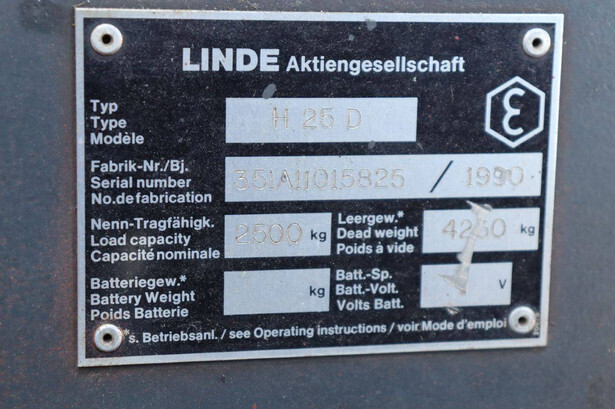 LINDE Aktiengesellschaft
Typ
Type
Modèle
H 25 D
Fabrik-Nr./Bj.
Serial number
No.de fabrication
351A11015825 / 1990
Nenn-Tragfähigk.
Load capacity
Capacité nominale
2500 kg
Leergew.*
Dead weight
Poids à vide
kg
Batteriegew.*
Battery Weight
Poids Batterie
kg
Batt.-Sp.
Batt.-Volt.
Volts Batt.
V
*s. Betriebsanl. / see Operating instructions / voir Mode d'emploi